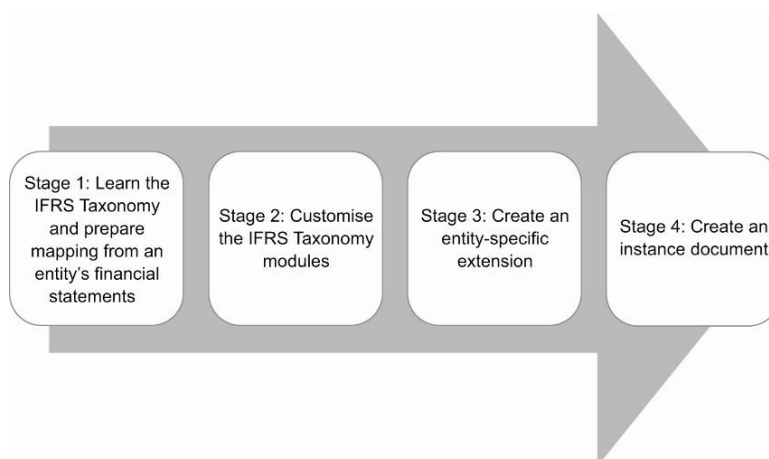 Stage 1: Learn the
IFRS Taxonomy
and prepare
mapping from an
entity's financial
statements
Stage 2: Customise
the IFRS Taxonomy
modules
Stage 3: Create an
entity-specific
extension
Stage 4: Create an
instance document